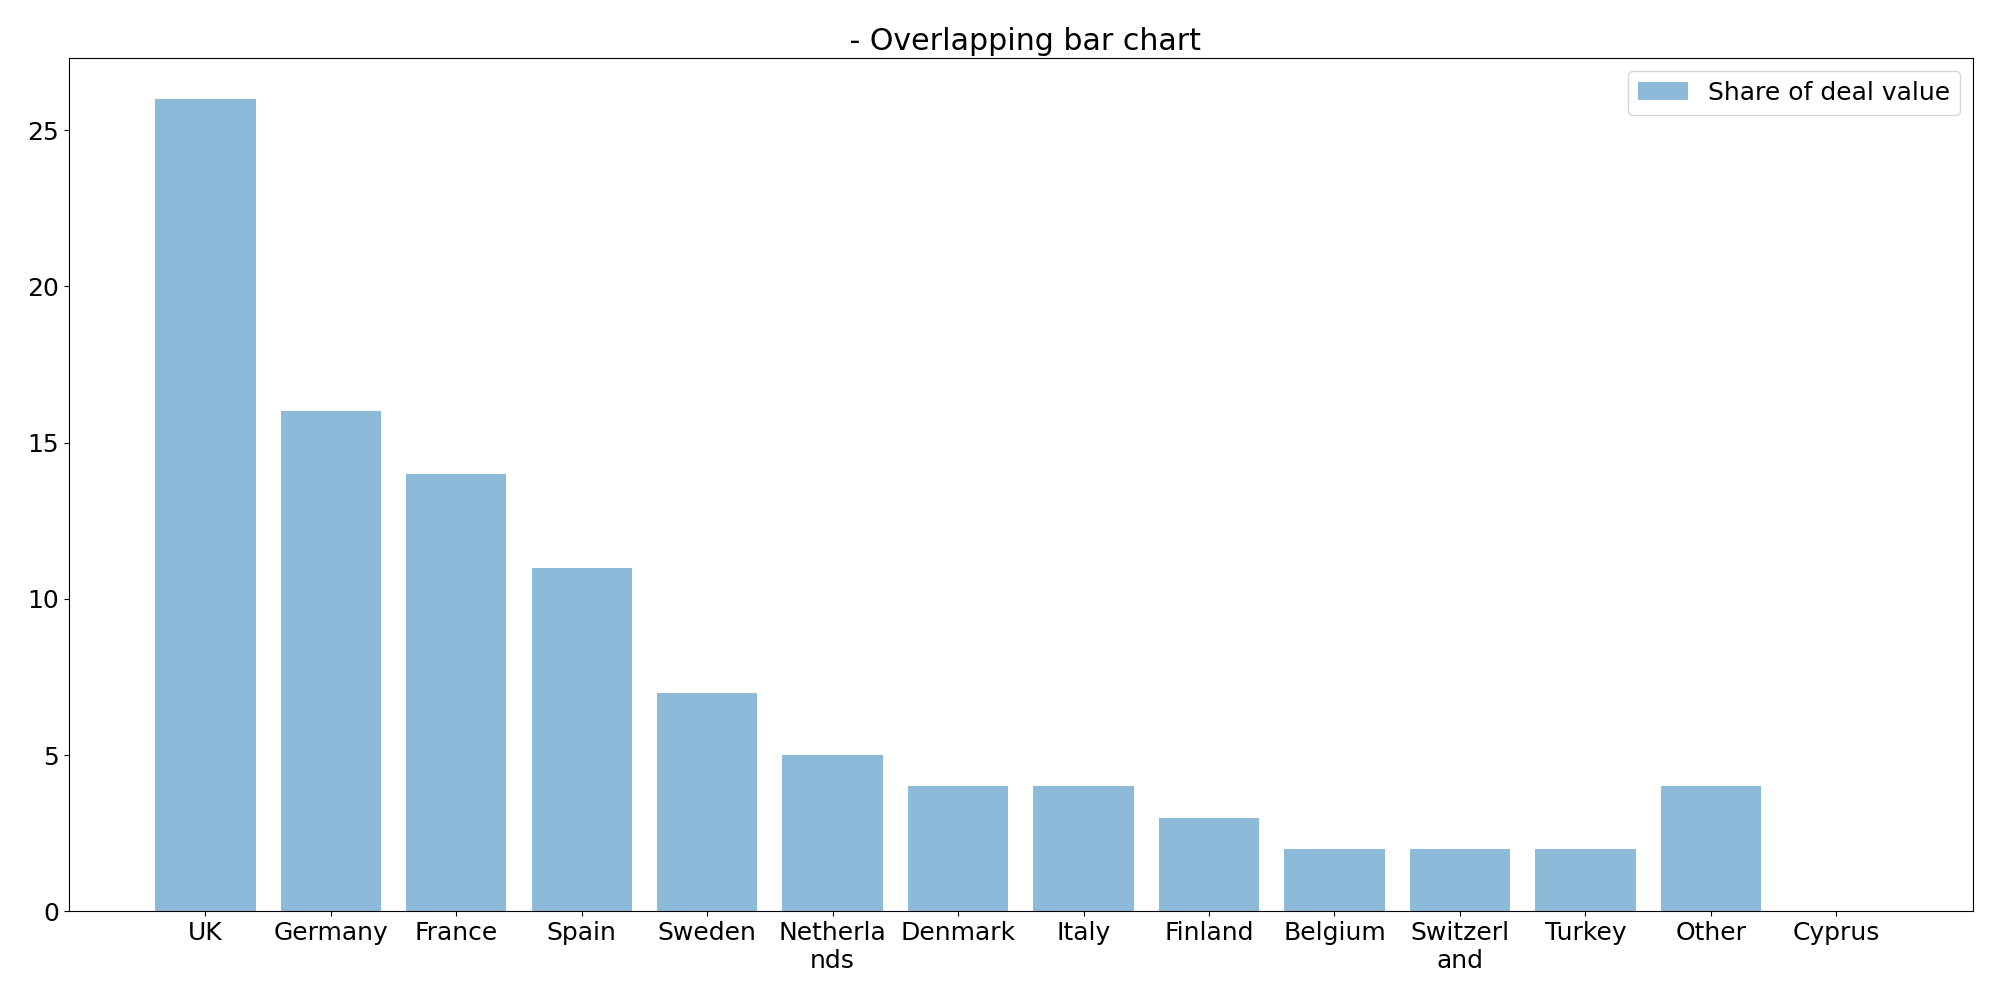 - Overlapping bar chart
Share of deal value
25
20
15
10
5
0
UK
Germany
France
Spain
Sweden
Netherla
nds
Denmark
Italy
Finland
Belgium
Switzerl
and
Turkey
Other
Cyprus